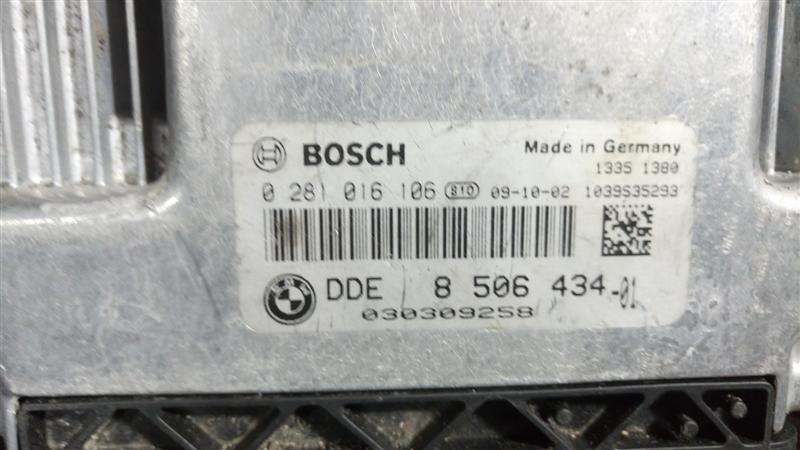 BOSCH
Made in Germany
1335 1380
0 281 016 106 S10 09-10-02 1039S35293
DDE 8 506 434-01
030309258